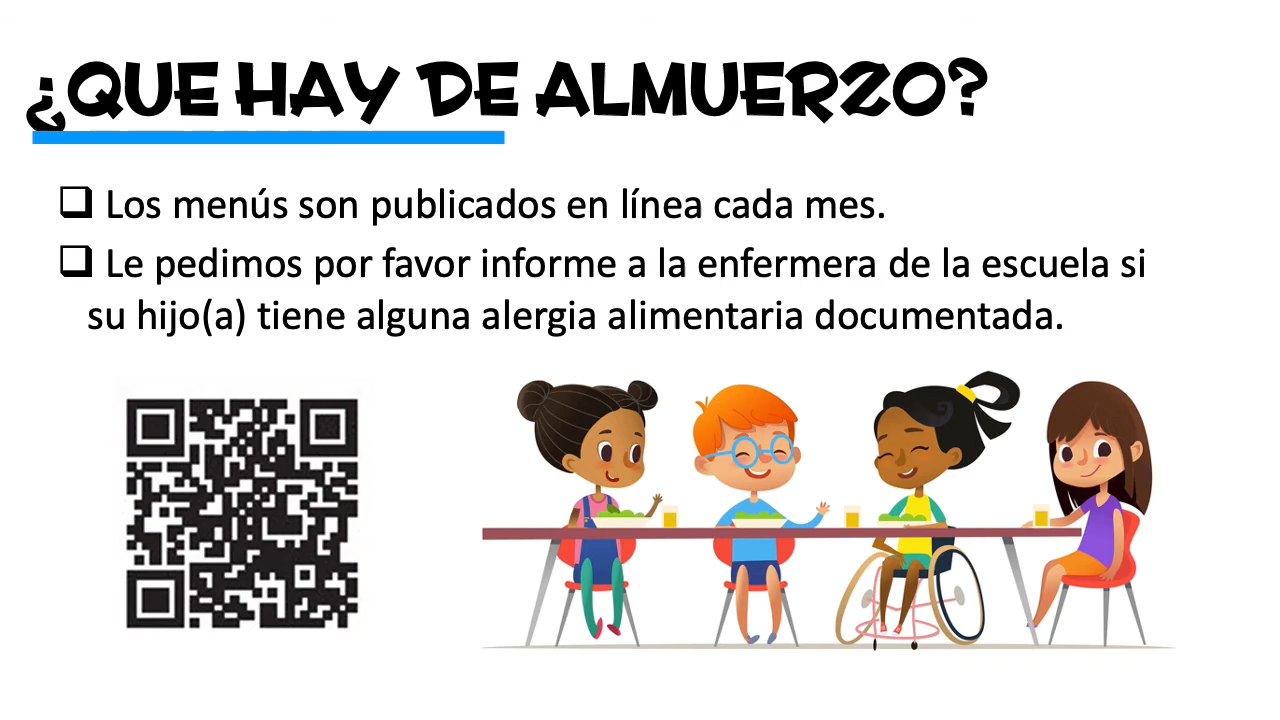 ¿QUE HAY DE ALMUERZO?
❑ Los menús son publicados en línea cada mes.
❑ Le pedimos por favor informe a la enfermera de la escuela si
su hijo(a) tiene alguna alergia alimentaria documentada.